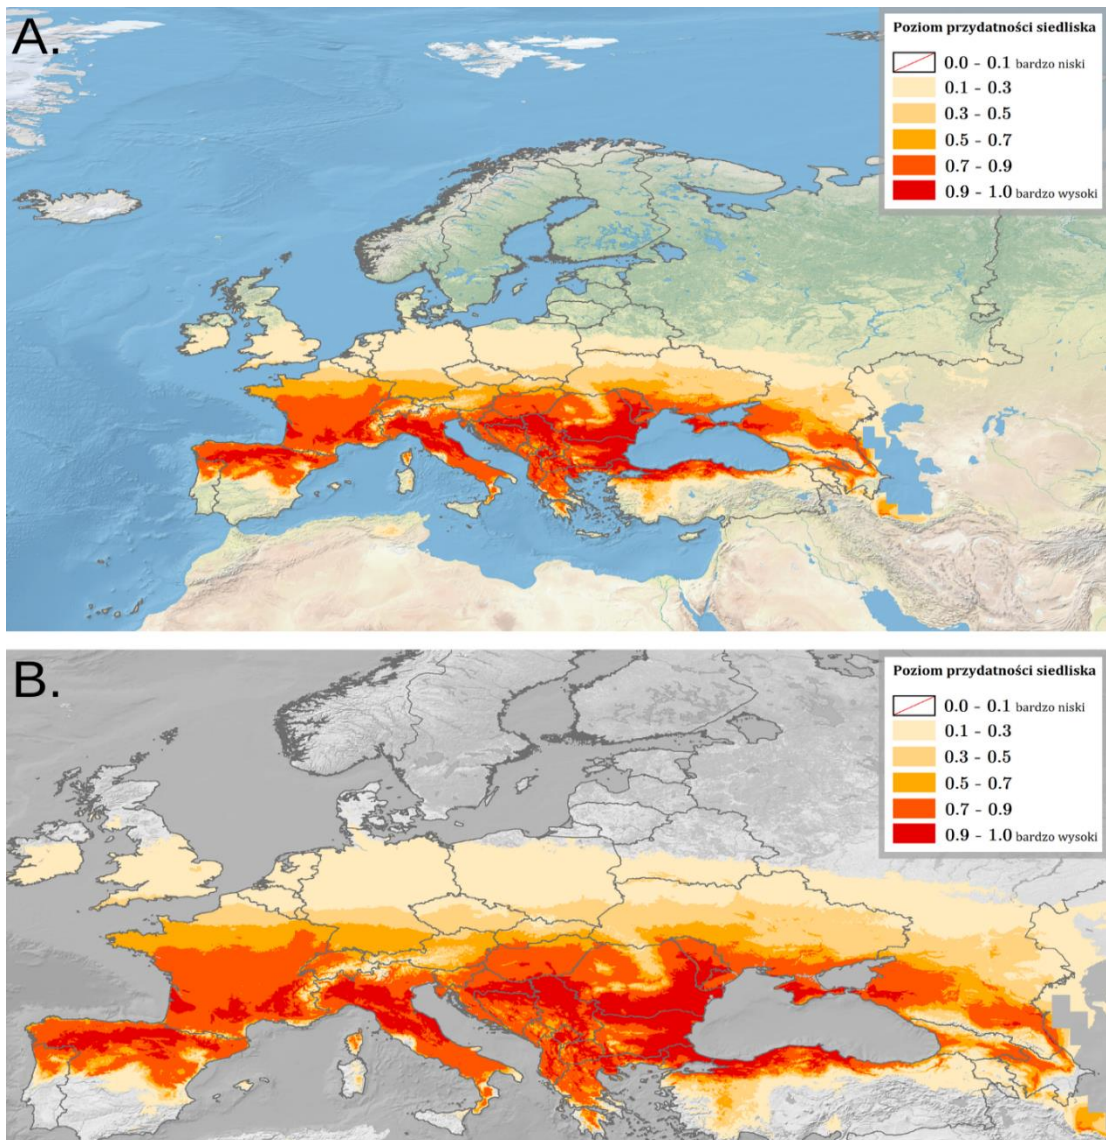 A.
Poziom przydatności siedliska
0.0 - 0.1 bardzo niski
0.1 - 0.3
0.3 - 0.5
0.5 - 0.7
0.7 - 0.9
0.9 - 1.0 bardzo wysoki
B.
Poziom przydatności siedliska
0.0 - 0.1 bardzo niski
0.1 - 0.3
0.3 - 0.5
0.5 - 0.7
0.7 - 0.9
0.9 - 1.0 bardzo wysoki